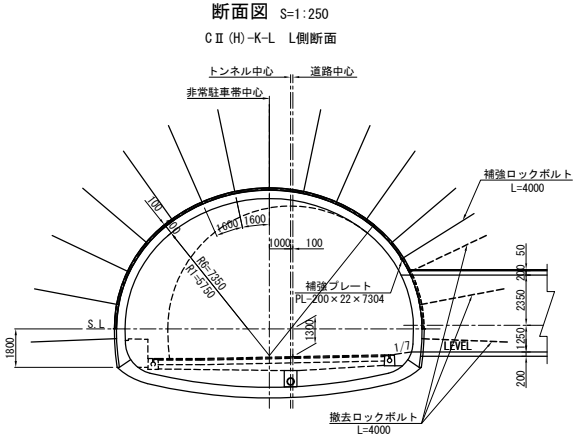 断面図 S=1:250
CⅡ(H)-K-L L側断面
トンネル中心 道路中心
非常駐車帯中心
補強ロックボルト
L=4000
100
1600 1600
1000 100
R6=7350
R1=5750
補強プレート
PL-200×22×7304
50
200
2350
1250
200
S.L
1800
1300
1/7
LEVEL
撤去ロックボルト
L=4000